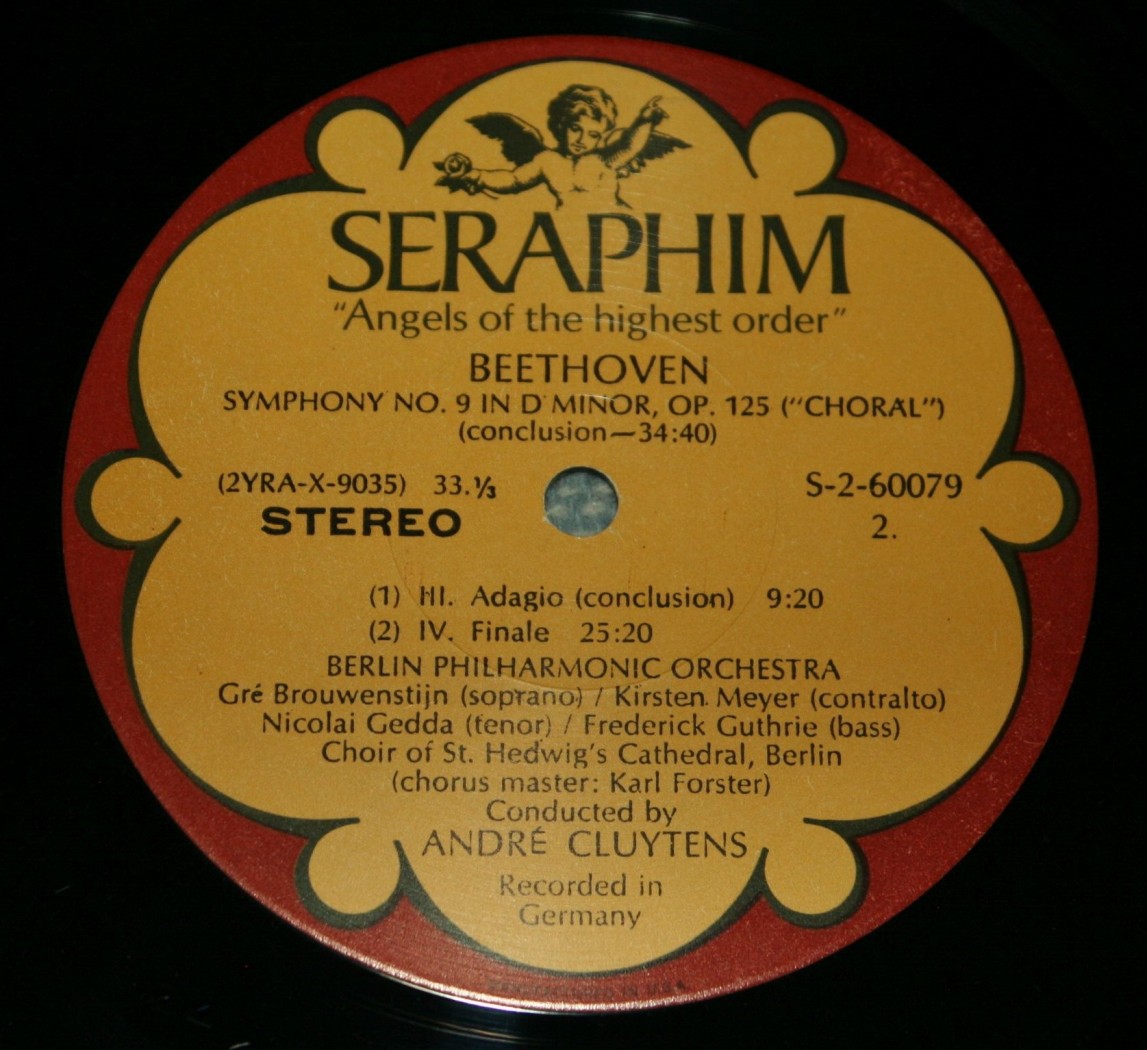 SERAPHIM
"Angels of the highest order"
BEETHOVEN
SYMPHONY NO. 9 IN D MINOR, OP. 125 ("CHORAL")
(conclusion—34:40)
(2YRA-X-9035) 33.⅓ S-2-60079
STEREO 2.
(1) III. Adagio (conclusion) 9:20
(2) IV. Finale 25:20
BERLIN PHILHARMONIC ORCHESTRA
Gré Brouwenstijn (soprano) / Kirsten Meyer (contralto)
Nicolai Gedda (tenor) / Frederick Guthrie (bass)
Choir of St. Hedwig's Cathedral, Berlin
(chorus master: Karl Forster)
Conducted by
ANDRÉ CLUYTENS
Recorded in
Germany
IN U.S.A.